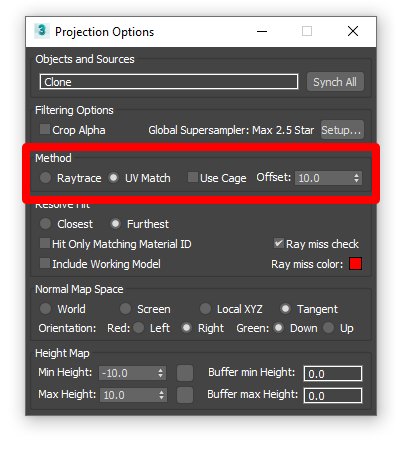 3 Projection Options
Objects and Sources
Clone Synch All
Filtering Options
Crop Alpha Global Supersampler: Max 2.5 Star Setup...
Method
Raytrace UV Match Use Cage Offset: 10.0
Resolve Hit
Closest Furthest
Hit Only Matching Material ID Ray miss check
Include Working Model Ray miss color:
Normal Map Space
World Screen Local XYZ Tangent
Orientation: Red: Left Right Green: Down Up
Height Map
Min Height: -10.0 Buffer min Height: 0.0
Max Height: 10.0 Buffer max Height: 0.0